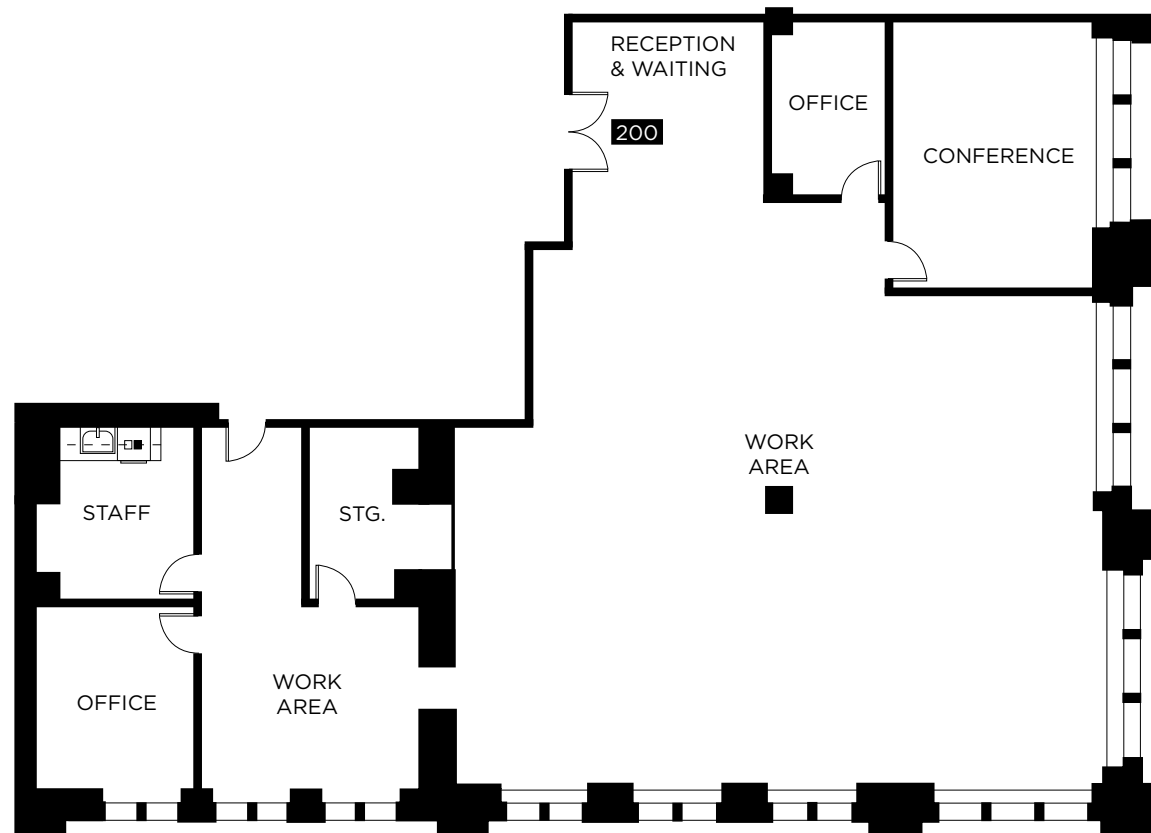 RECEPTION
& WAITING
200
OFFICE
CONFERENCE
WORK
AREA
STAFF
STG.
OFFICE
WORK
AREA